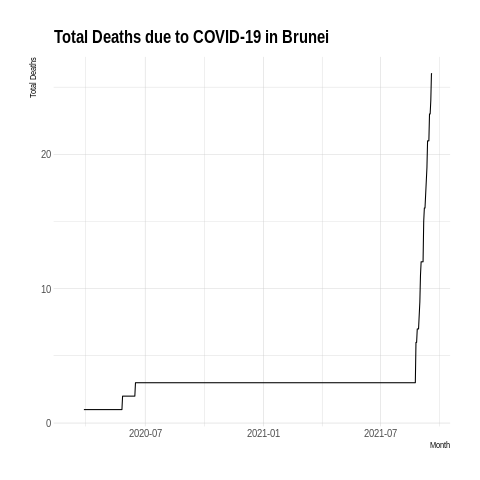 Total Deaths due to COVID-19 in Brunei
Total Deaths
20
10
0
2020-07
2021-01
2021-07
Month